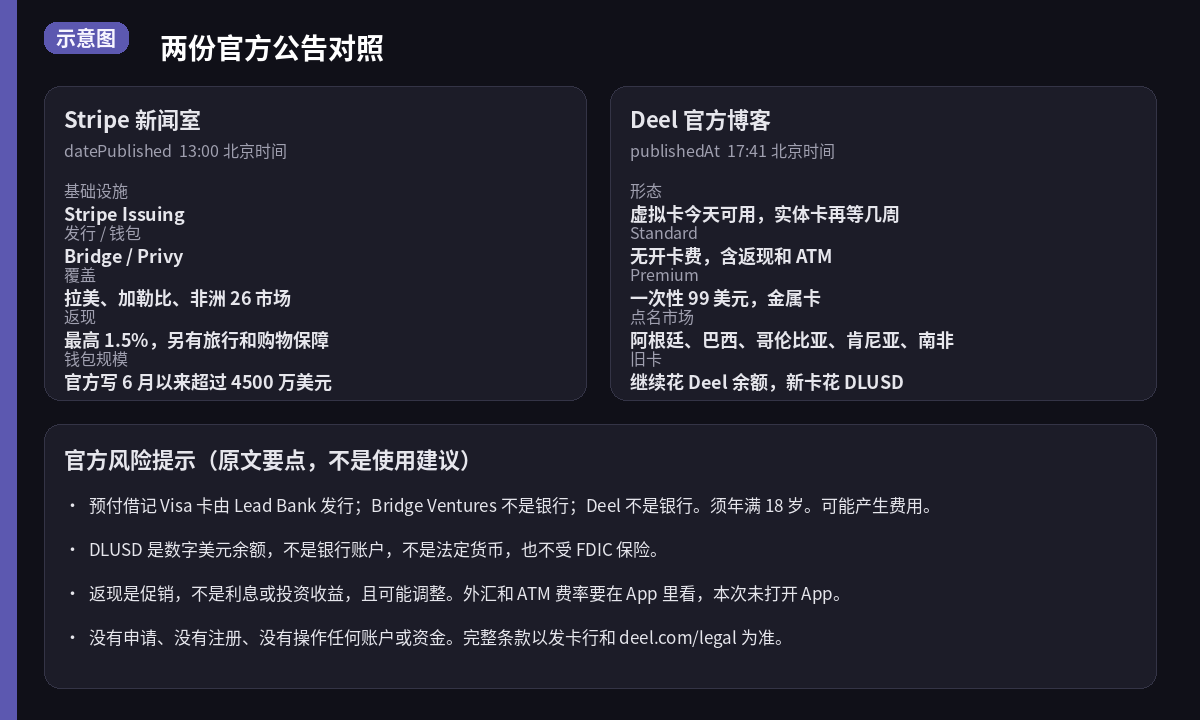 示意图
两份官方公告对照
Stripe 新闻室
datePublished 13:00 北京时间
基础设施
Stripe Issuing
发行 / 钱包
Bridge / Privy
覆盖
拉美、加勒比、非洲 26 市场
返现
最高 1.5%，另有旅行和购物保障
钱包规模
官方写 6 月以来超过 4500 万美元
Deel 官方博客
publishedAt 17:41 北京时间
形态
虚拟卡今天可用，实体卡再等几周
Standard
无开卡费，含返现和 ATM
Premium
一次性 99 美元，金属卡
点名市场
阿根廷、巴西、哥伦比亚、肯尼亚、南非
旧卡
继续花 Deel 余额，新卡花 DLUSD
官方风险提示（原文要点，不是使用建议）
· 预付借记 Visa 卡由 Lead Bank 发行；Bridge Ventures 不是银行；Deel 不是银行。须年满 18 岁。可能产生费用。
· DLUSD 是数字美元余额，不是银行账户，不是法定货币，也不受 FDIC 保险。
· 返现是促销，不是利息或投资收益，且可能调整。外汇和 ATM 费率要在 App 里看，本次未打开 App。
· 没有申请、没有注册、没有操作任何账户或资金。完整条款以发卡行和 deel.com/legal 为准。